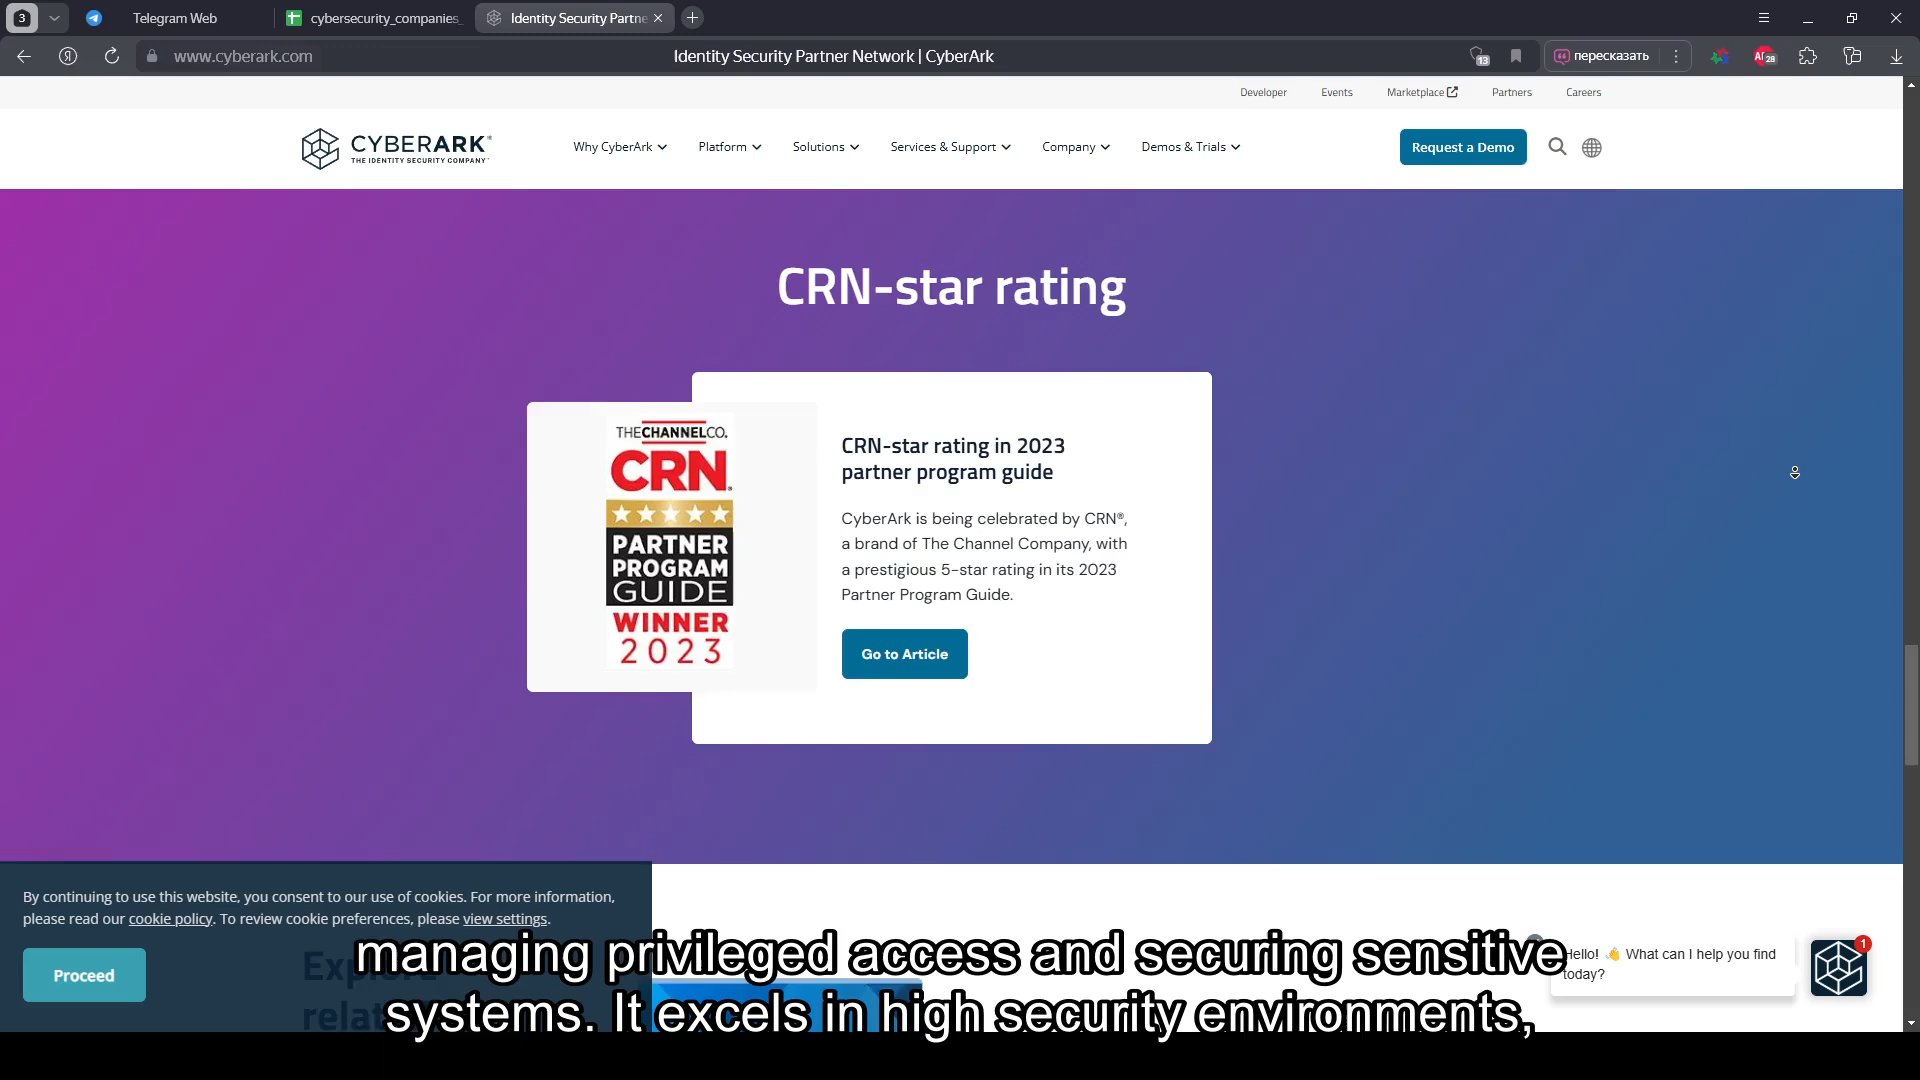 3
Telegram Web
cybersecurity_companies_
Identity Security Partne
www.cyberark.com
Identity Security Partner Network | CyberArk
13
пересказать
28
Developer
Events
Marketplace
Partners
Careers
CYBERARK®
THE IDENTITY SECURITY COMPANY™
Why CyberArk
Platform
Solutions
Services & Support
Company
Demos & Trials
Request a Demo
CRN-star rating
THECHANNELCO.
CRN®
PARTNER
PROGRAM
GUIDE
WINNER
2023
CRN-star rating in 2023
partner program guide
CyberArk is being celebrated by CRN®,
a brand of The Channel Company, with
a prestigious 5-star rating in its 2023
Partner Program Guide.
Go to Article
By continuing to use this website, you consent to our use of cookies. For more information,
please read our cookie policy. To review cookie preferences, please view settings.
Proceed
managing privileged access and securing sensitive
systems. It excels in high security environments,
Hello! 👋 What can I help you find
today?
1